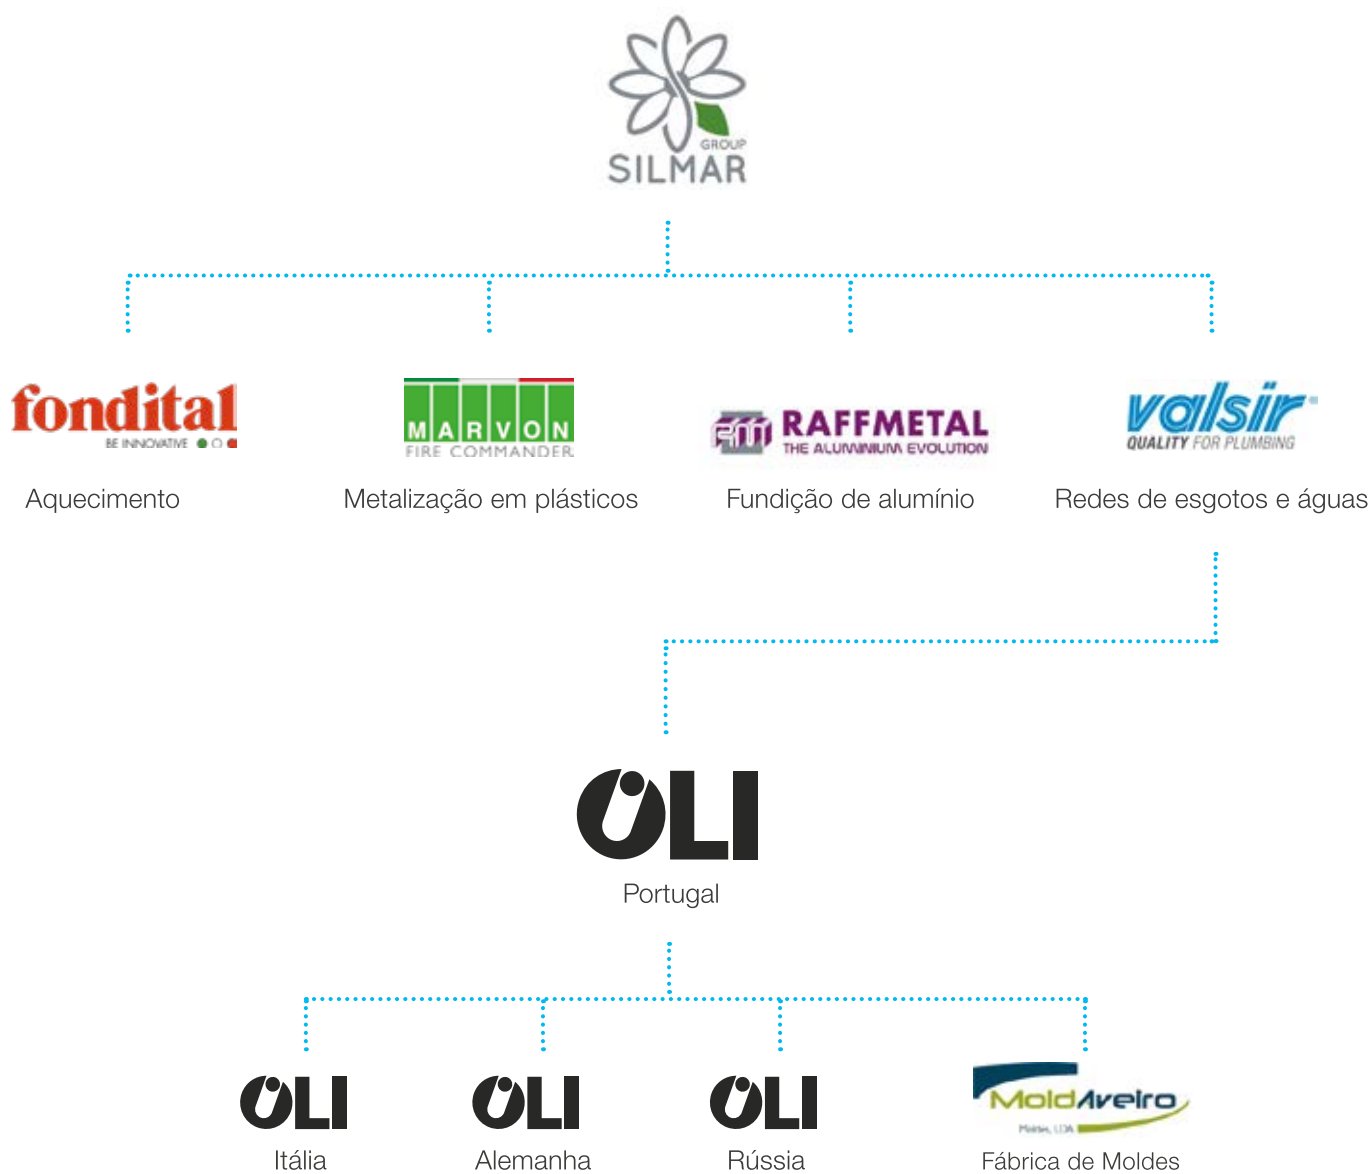 GROUP
SILMAR
fondital
BE INNOVATIVE
MARVON
FIRE COMMANDER
RAFFMETAL
THE ALUMINIUM EVOLUTION
valsir®
QUALITY FOR PLUMBING
Aquecimento
Metalização em plásticos
Fundição de alumínio
Redes de esgotos e águas
OLI
Portugal
OLI
OLI
OLI
MoldAveiro
Moldes, LDA
Itália
Alemanha
Rússia
Fábrica de Moldes